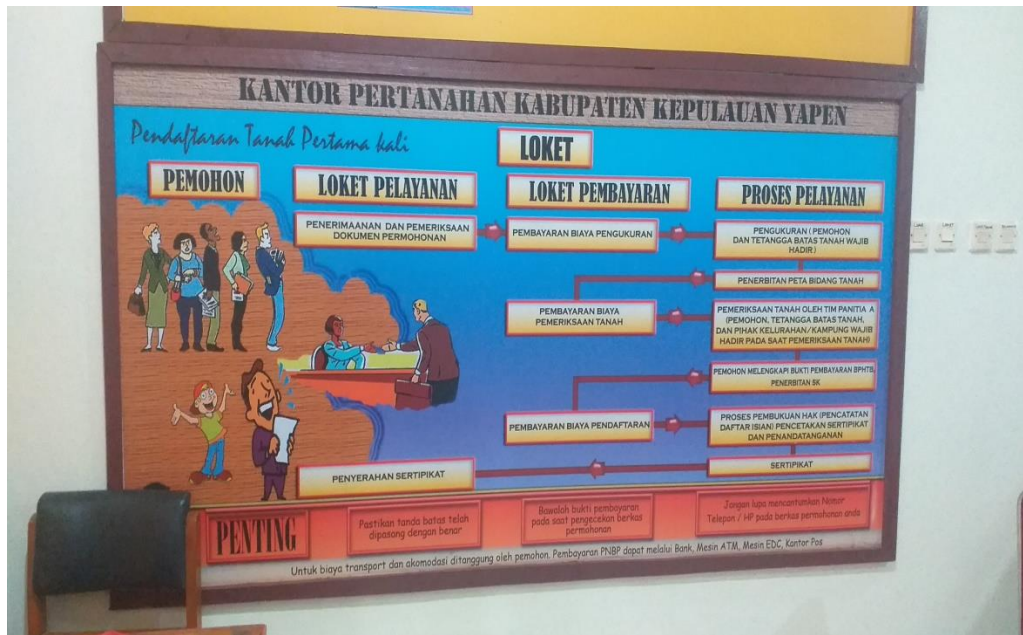 KANTOR PERTANAHAN KABUPATEN KEPULAUAN YAPEN
Pendaftaran Tanah Pertama kali
LOKET
PEMOHON
LOKET PELAYANAN
LOKET PEMBAYARAN
PROSES PELAYANAN
PENERIMAANAN DAN PEMERIKSAAN
DOKUMEN PERMOHONAN
PEMBAYARAN BIAYA PENGUKURAN
PENGUKURAN ( PEMOHON
DAN TETANGGA BATAS TANAH WAJIB
HADIR )
PENERBITAN PETA BIDANG TANAH
PEMBAYARAN BIAYA
PEMERIKSAAN TANAH
PEMERIKSAAN TANAH OLEH TIM PANITIA A
(PEMOHON, TETANGGA BATAS TANAH,
DAN PIHAK KELURAHAN/KAMPUNG WAJIB
HADIR PADA SAAT PEMERIKSAAN TANAH)
PEMOHON MELENGKAPI BUKTI PEMBAYARAN BPHTB,
PENERBITAN SK
PEMBAYARAN BIAYA PENDAFTARAN
PROSES PEMBUKUAN HAK (PENCATATAN
DAFTAR ISIAN) PENCETAKAN SERTIPIKAT
DAN PENANDATANGANAN
SERTIPIKAT
PENYERAHAN SERTIPIKAT
PENTING
Pastikan tanda batas telah
dipasang dengan benar
Bawalah bukti pembayaran
pada saat pengecekan berkas
permohonan
Jangan lupa mencantumkan Nomor
Telepon / HP pada berkas permohonan anda
Untuk biaya transport dan akomodasi ditanggung oleh pemohon. Pembayaran PNBP dapat melalui Bank, Mesin ATM, Mesin EDC, Kantor Pos